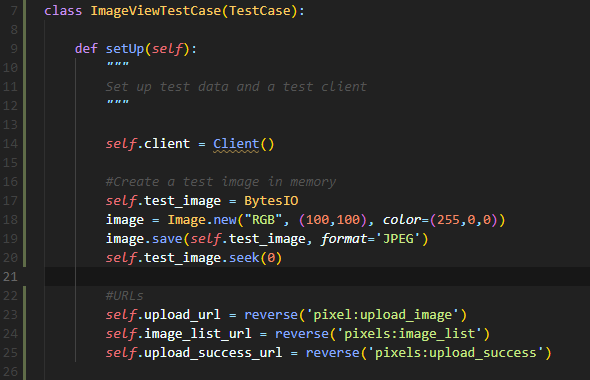 7 class ImageViewTestCase(TestCase):
8
9 def setUp(self):
10 """
11 Set up test data and a test client
12 """
13
14 self.client = Client()
15
16 #Create a test image in memory
17 self.test_image = BytesIO
18 image = Image.new("RGB", (100,100), color=(255,0,0))
19 image.save(self.test_image, format='JPEG')
20 self.test_image.seek(0)
21
22 #URLs
23 self.upload_url = reverse('pixel:upload_image')
24 self.image_list_url = reverse('pixels:image_list')
25 self.upload_success_url = reverse('pixels:upload_success')
26